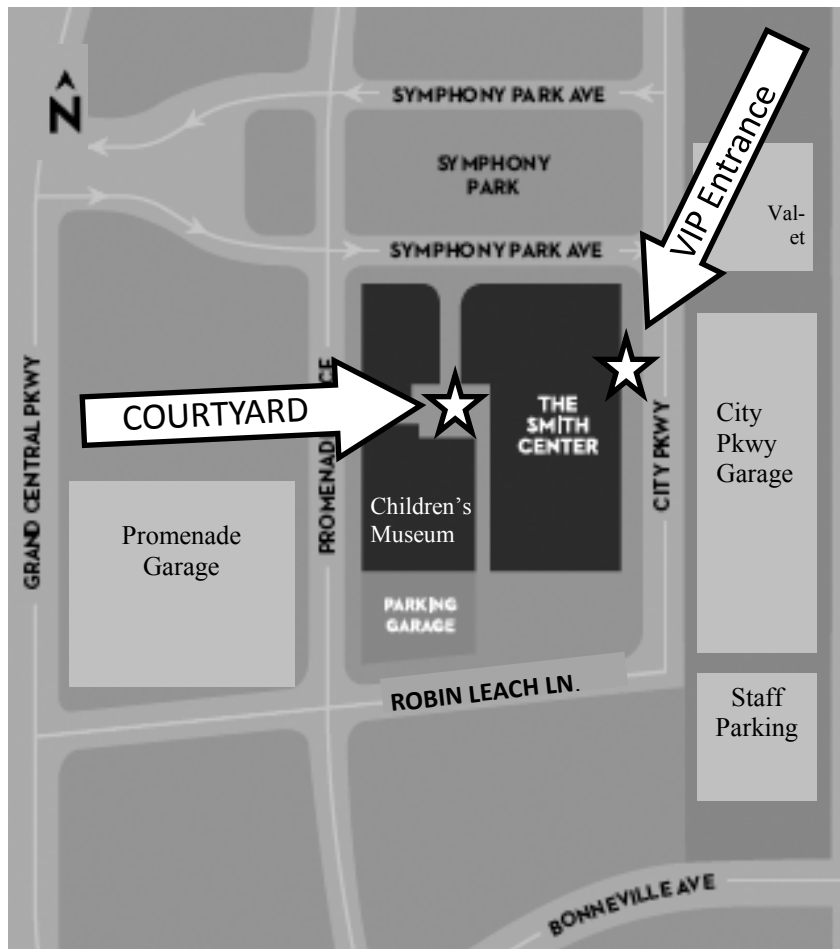 N
SYMPHONY PARK AVE
SYMPHONY
PARK
VIP Entrance
Val-
et
SYMPHONY PARK AVE
GRAND CENTRAL PKWY
COURTYARD
THE
SMITH
CENTER
CITY PKWY
City
Pkwy
Garage
Promenade
Garage
PROMENADE
CE
Children's
Museum
PARKING
GARAGE
ROBIN LEACH LN.
Staff
Parking
BONNEVILLE AVE